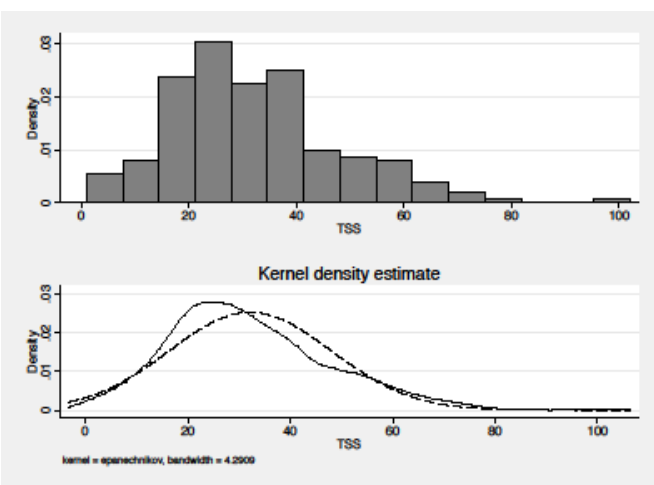 .03
.02
.01
0
Density
0 20 40 60 80 100
TSS
Kernel density estimate
.03
.02
.01
0
Density
0 20 40 60 80 100
TSS
kernel = epanechnikov, bandwidth = 4.2909